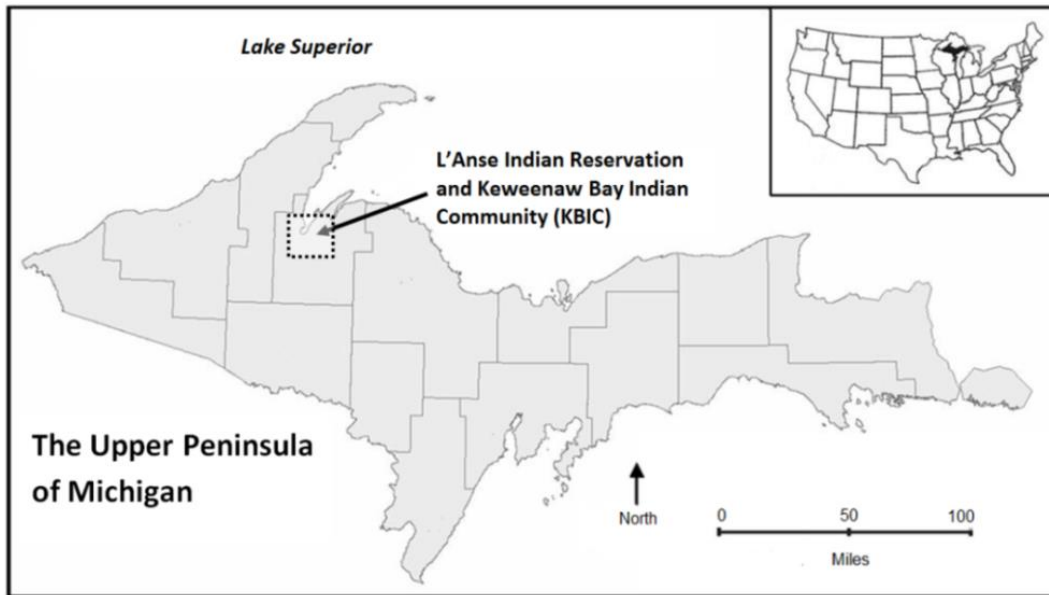 Lake Superior
L'Anse Indian Reservation
and Keweenaw Bay Indian
Community (KBIC)
The Upper Peninsula
of Michigan
North
0 50 100
Miles